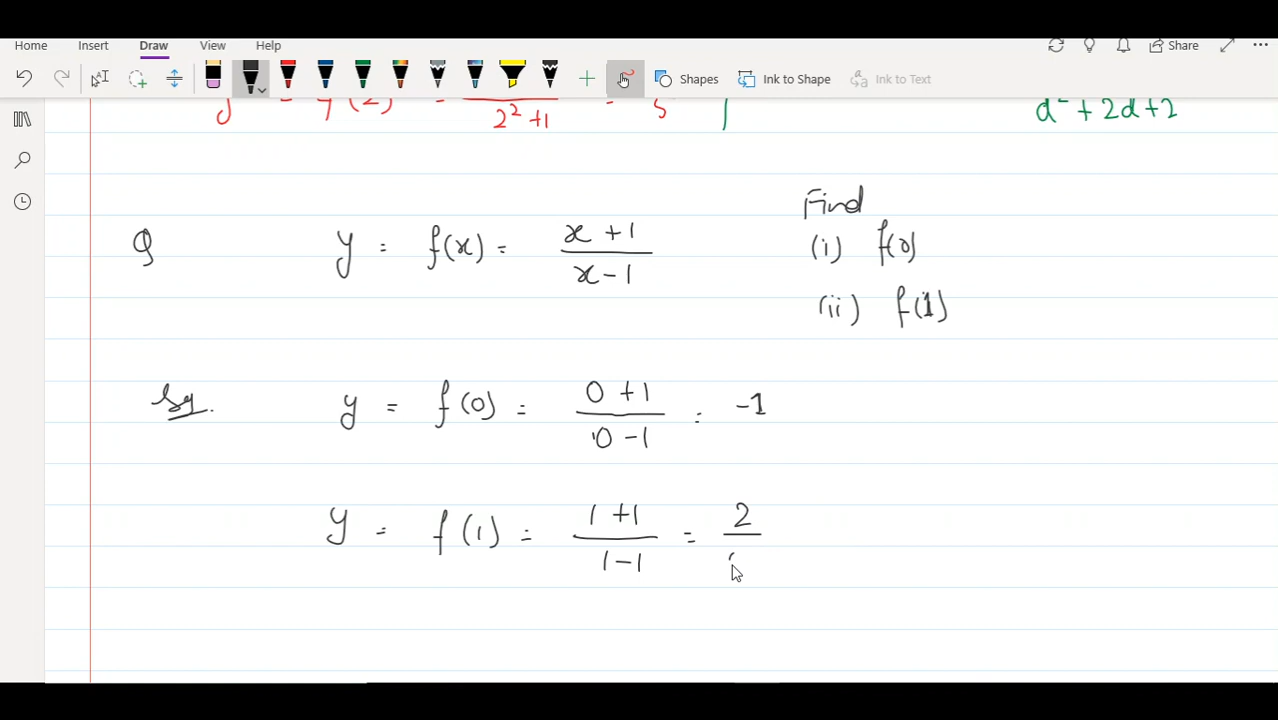 Home Insert Draw View Help Share
Shapes Ink to Shape Ink to Text
2²+1 d² + 2d + 2
Find
Q y = f(x) = x + 1 / x - 1 (i) f(0)
(ii) f(1)
y = f(0) = 0 + 1 / 0 - 1 = -1
y = f(1) = 1 + 1 / 1 - 1 = 2